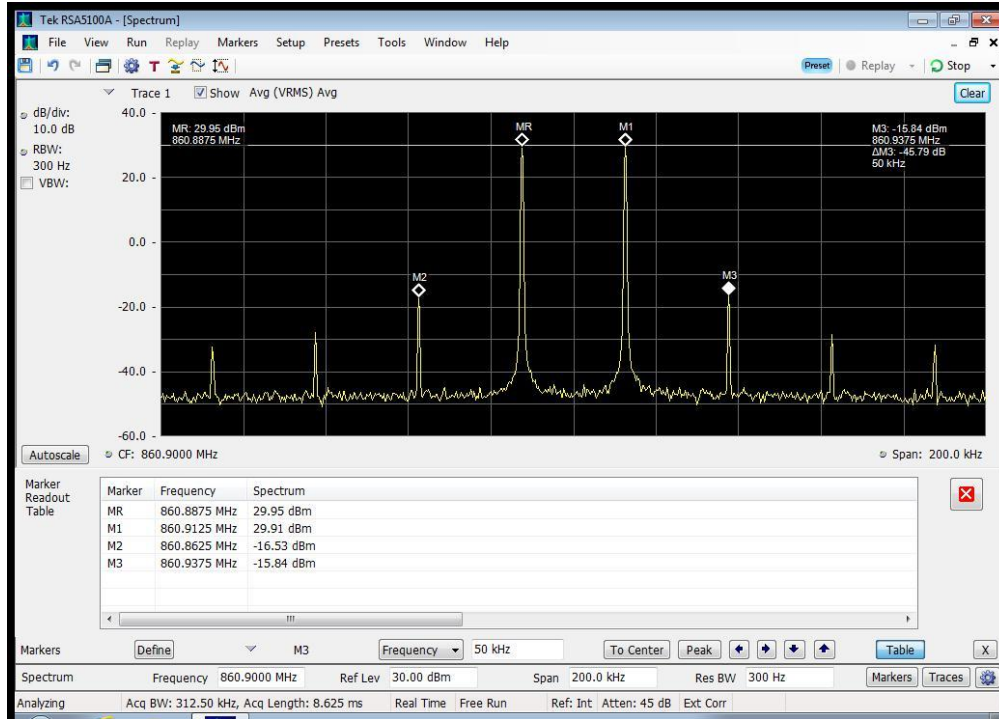 Tek RSA5100A - [Spectrum]
File View Run Replay Markers Setup Presets Tools Window Help
Preset Replay Stop
Trace 1 Show Avg (VRMS) Avg Clear
dB/div:
10.0 dB
RBW:
300 Hz
VBW:
40.0
20.0
0.0
-20.0
-40.0
-60.0
MR: 29.95 dBm
860.8875 MHz
MR
M1
M2
M3
M3: -15.84 dBm
860.9375 MHz
ΔM3: -45.79 dB
50 kHz
Autoscale CF: 860.9000 MHz Span: 200.0 kHz
Marker
Readout
Table
Marker Frequency Spectrum
MR 860.8875 MHz 29.95 dBm
M1 860.9125 MHz 29.91 dBm
M2 860.8625 MHz -16.53 dBm
M3 860.9375 MHz -15.84 dBm
Markers Define M3 Frequency 50 kHz To Center Peak Table X
Spectrum Frequency 860.9000 MHz Ref Lev 30.00 dBm Span 200.0 kHz Res BW 300 Hz Markers Traces
Analyzing Acq BW: 312.50 kHz, Acq Length: 8.625 ms Real Time Free Run Ref: Int Atten: 45 dB Ext Corr